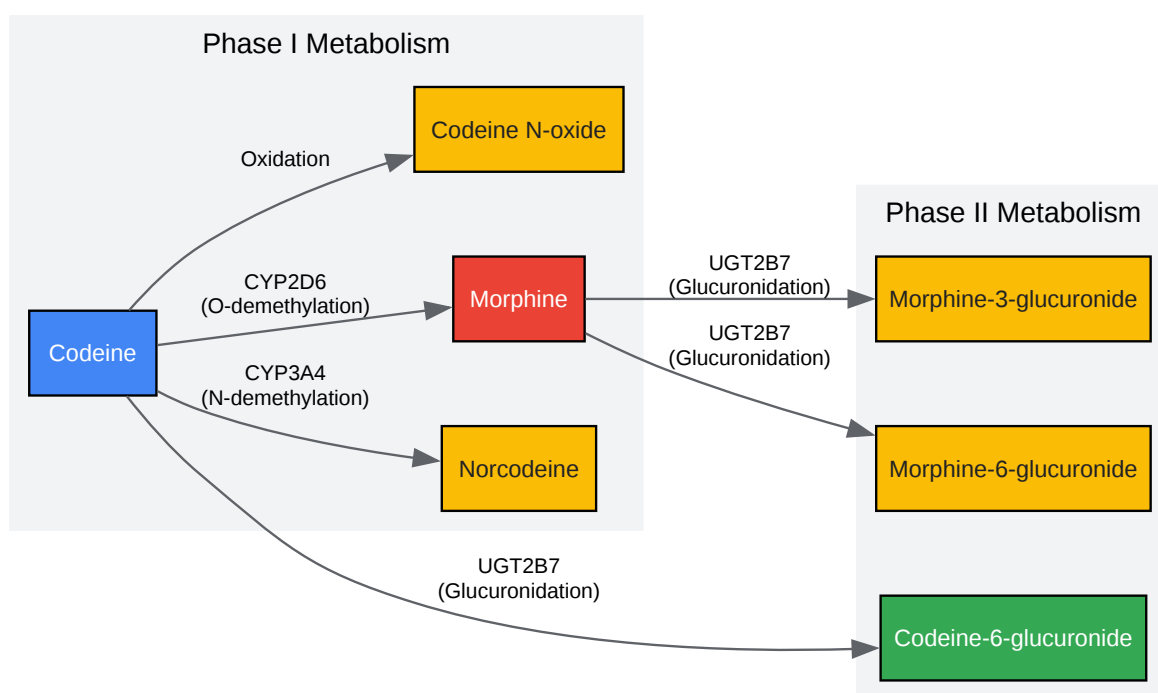 Phase I Metabolism
Codeine N-oxide
Oxidation
Phase II Metabolism
CYP2D6
(O-demethylation)
Morphine
UGT2B7
(Glucuronidation)
Morphine-3-glucuronide
Codeine
UGT2B7
(Glucuronidation)
CYP3A4
(N-demethylation)
Norcodeine
Morphine-6-glucuronide
UGT2B7
(Glucuronidation)
Codeine-6-glucuronide